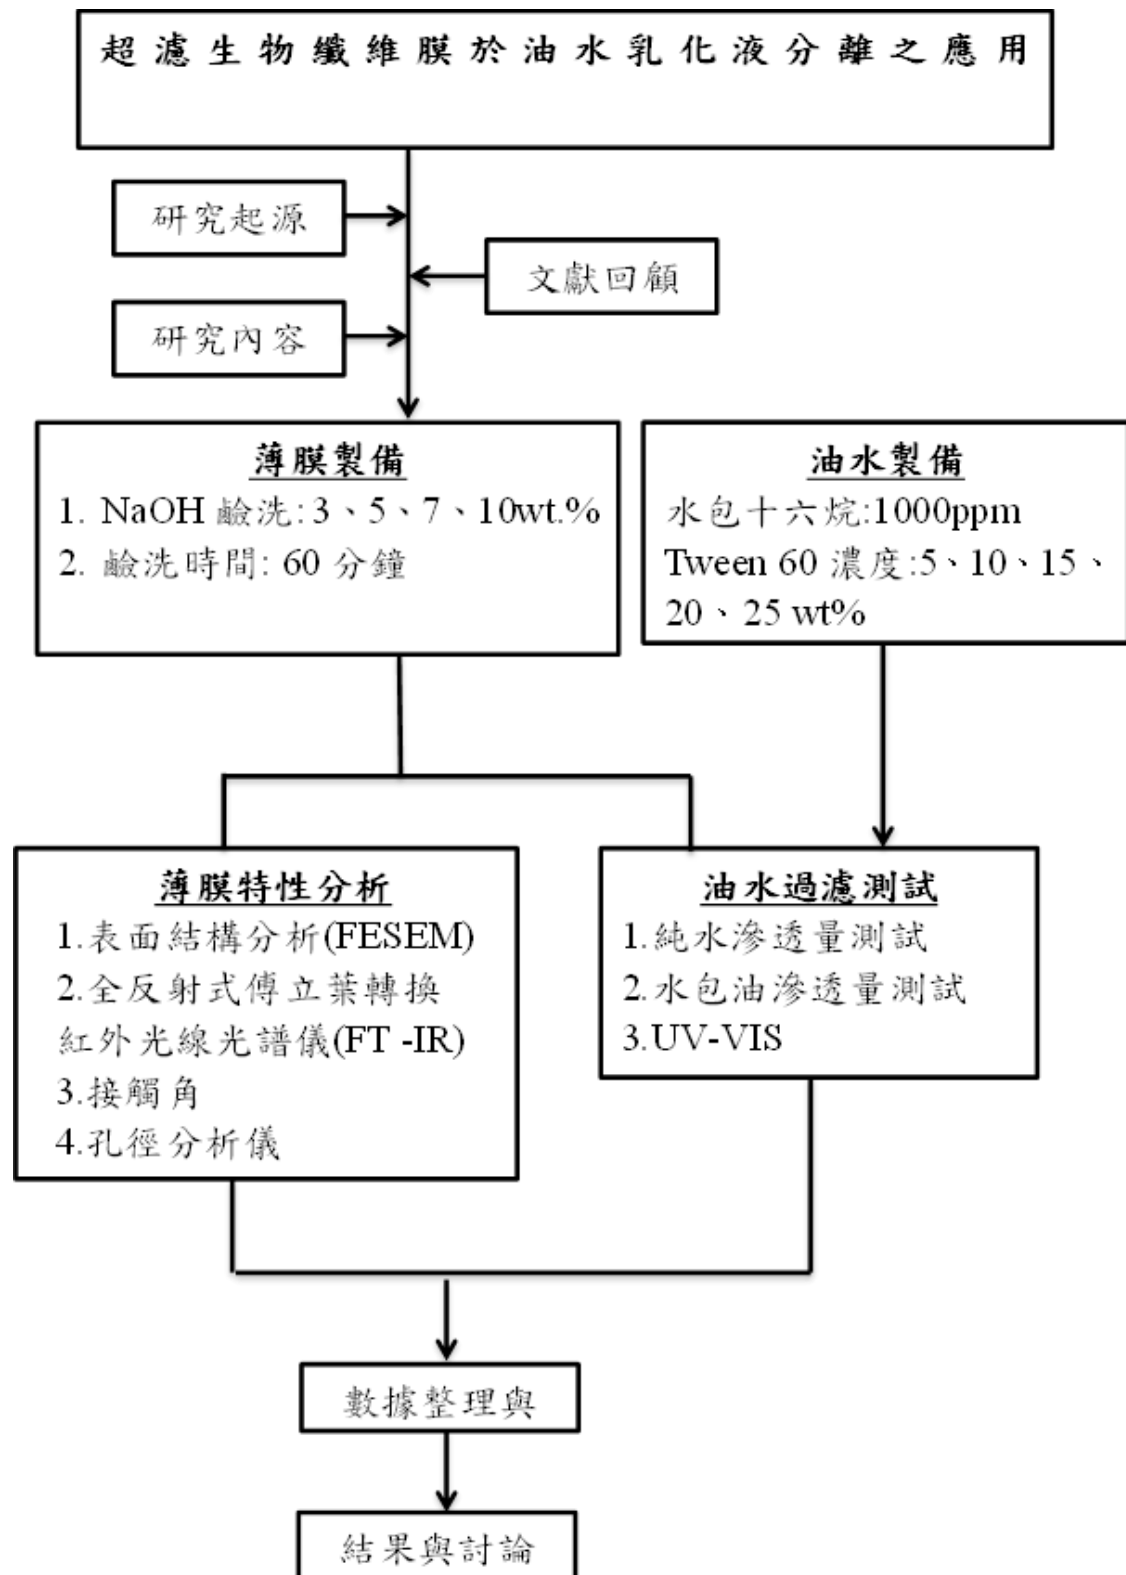 超濾生物纖維膜於油水乳化液分離之應用
研究起源
文獻回顧
研究內容
薄膜製備
1. NaOH 鹼洗: 3、5、7、10wt.%
2. 鹼洗時間: 60 分鐘
油水製備
水包十六烷:1000ppm
Tween 60 濃度:5、10、15、
20、25 wt%
薄膜特性分析
1.表面結構分析(FESEM)
2.全反射式傅立葉轉換
紅外光線光譜儀(FT -IR)
3.接觸角
4.孔徑分析儀
油水過濾測試
1.純水滲透量測試
2.水包油滲透量測試
3.UV-VIS
數據整理與
結果與討論